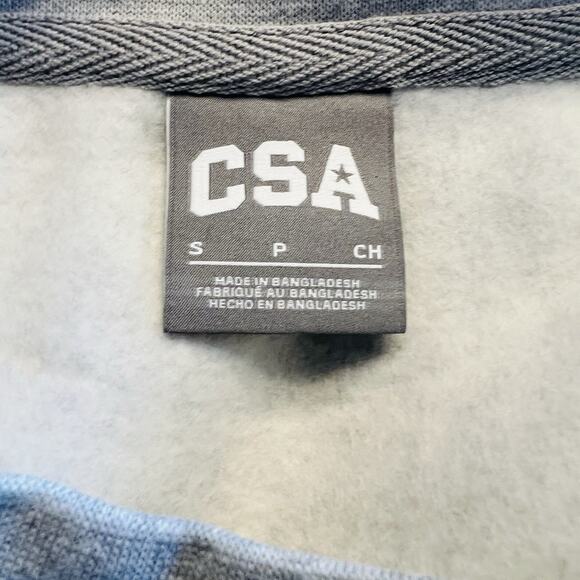 CSA
S P CH
MADE IN BANGLADESH
FABRIQUÉ AU BANGLADESH
HECHO EN BANGLADESH